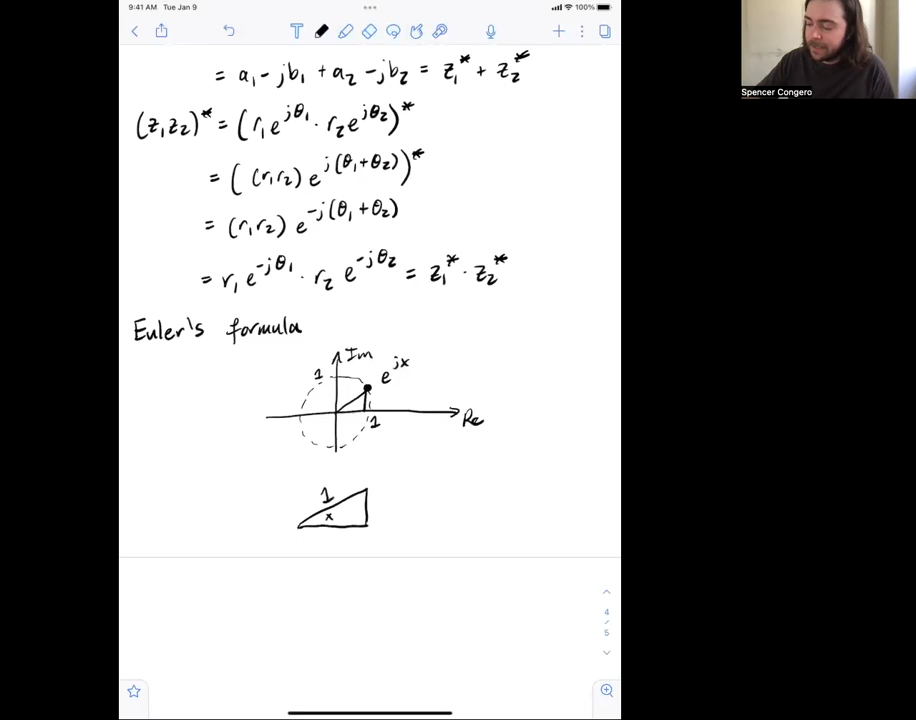 9:41 AM Tue Jan 9
100%
= a₁ - jb₁ + a₂ - jb₂ = z₁* + z₂*
(z₁z₂)* = (r₁e^{jθ₁} · r₂e^{jθ₂})*
= ((r₁r₂) e^{j(θ₁+θ₂)})*
= (r₁r₂) e^{-j(θ₁+θ₂)}
= r₁e^{-jθ₁} · r₂ e^{-jθ₂} = z₁* · z₂*
Euler's formula
Im
1
e^{jx}
1
Re
1
x
4
/
5
Spencer Congero